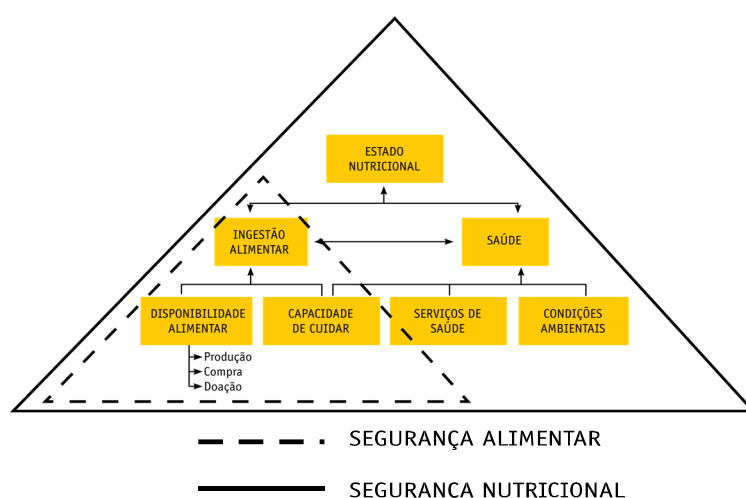 ESTADO
NUTRICIONAL
INGESTÃO
ALIMENTAR
SAÚDE
DISPONIBILIDADE
ALIMENTAR
CAPACIDADE
DE CUIDAR
SERVIÇOS DE
SAÚDE
CONDIÇÕES
AMBIENTAIS
Produção
Compra
Doação
SEGURANÇA ALIMENTAR
SEGURANCA NUTRICIONAL